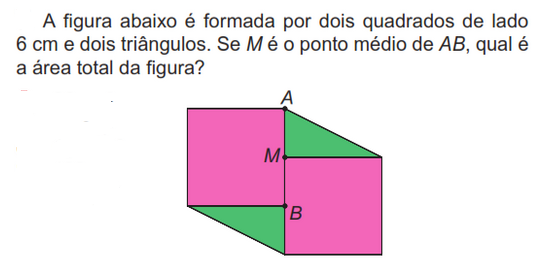 A figura abaixo é formada por dois quadrados de lado
6 cm e dois triângulos. Se M é o ponto médio de AB, qual é
a área total da figura?
A
M
B